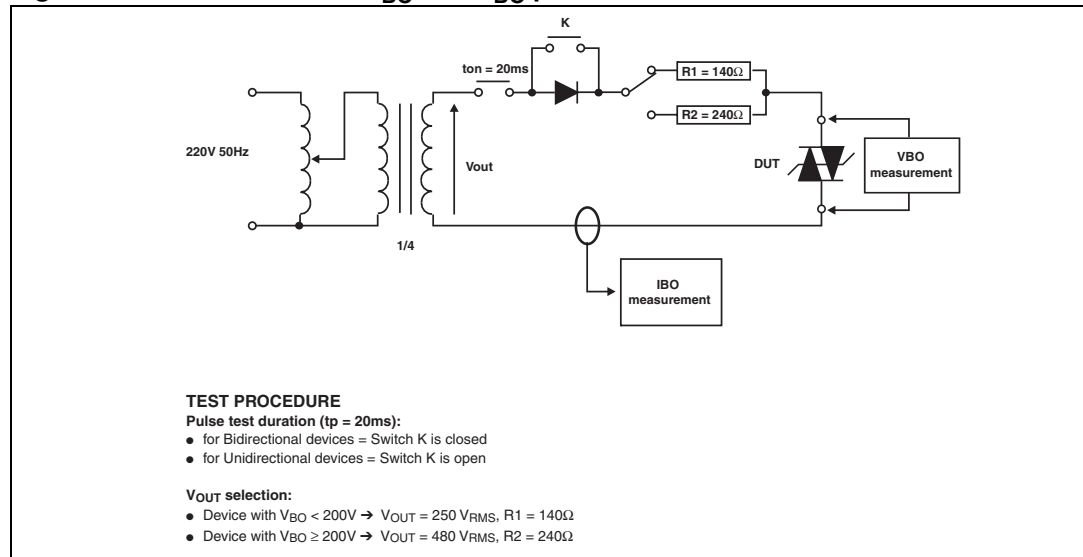 BO BO
K
ton = 20ms
R1 = 140Ω
R2 = 240Ω
220V 50Hz
Vout
DUT
VBO
measurement
1/4
IBO
measurement
TEST PROCEDURE
Pulse test duration (tp = 20ms):
● for Bidirectional devices = Switch K is closed
● for Unidirectional devices = Switch K is open
VOUT selection:
● Device with VBO < 200V ➔ VOUT = 250 VRMS, R1 = 140Ω
● Device with VBO ≥ 200V ➔ VOUT = 480 VRMS, R2 = 240Ω